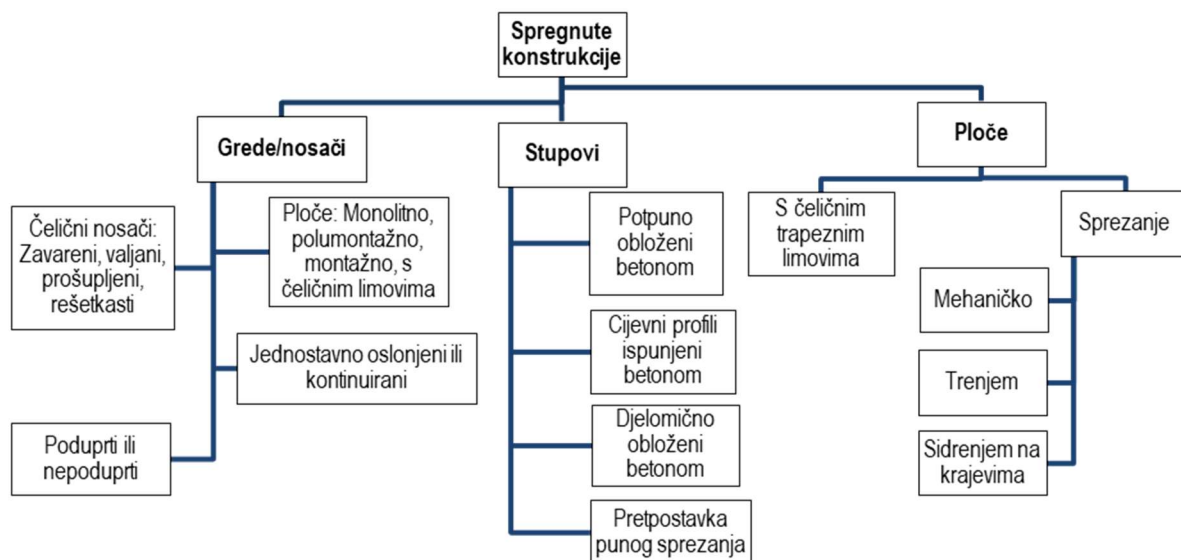 Spregnute
konstrukcije
Grede/nosači
Stupovi
Ploče
Čelični nosači:
Zavareni, valjani,
prošupljeni,
rešetkasti
Ploče: Monolitno,
polumontažno,
montažno, s
čeličnim limovima
Jednostavno oslonjeni ili
kontinuirani
Poduprti ili
nepoduprti
Potpuno
obloženi
betonom
Cijevni profili
ispunjeni
betonom
Djelomično
obloženi
betonom
Pretpostavka
punog sprezanja
S čeličnim
trapeznim
limovima
Sprezanje
Mehaničko
Trenjem
Sidrenjem na
krajevima